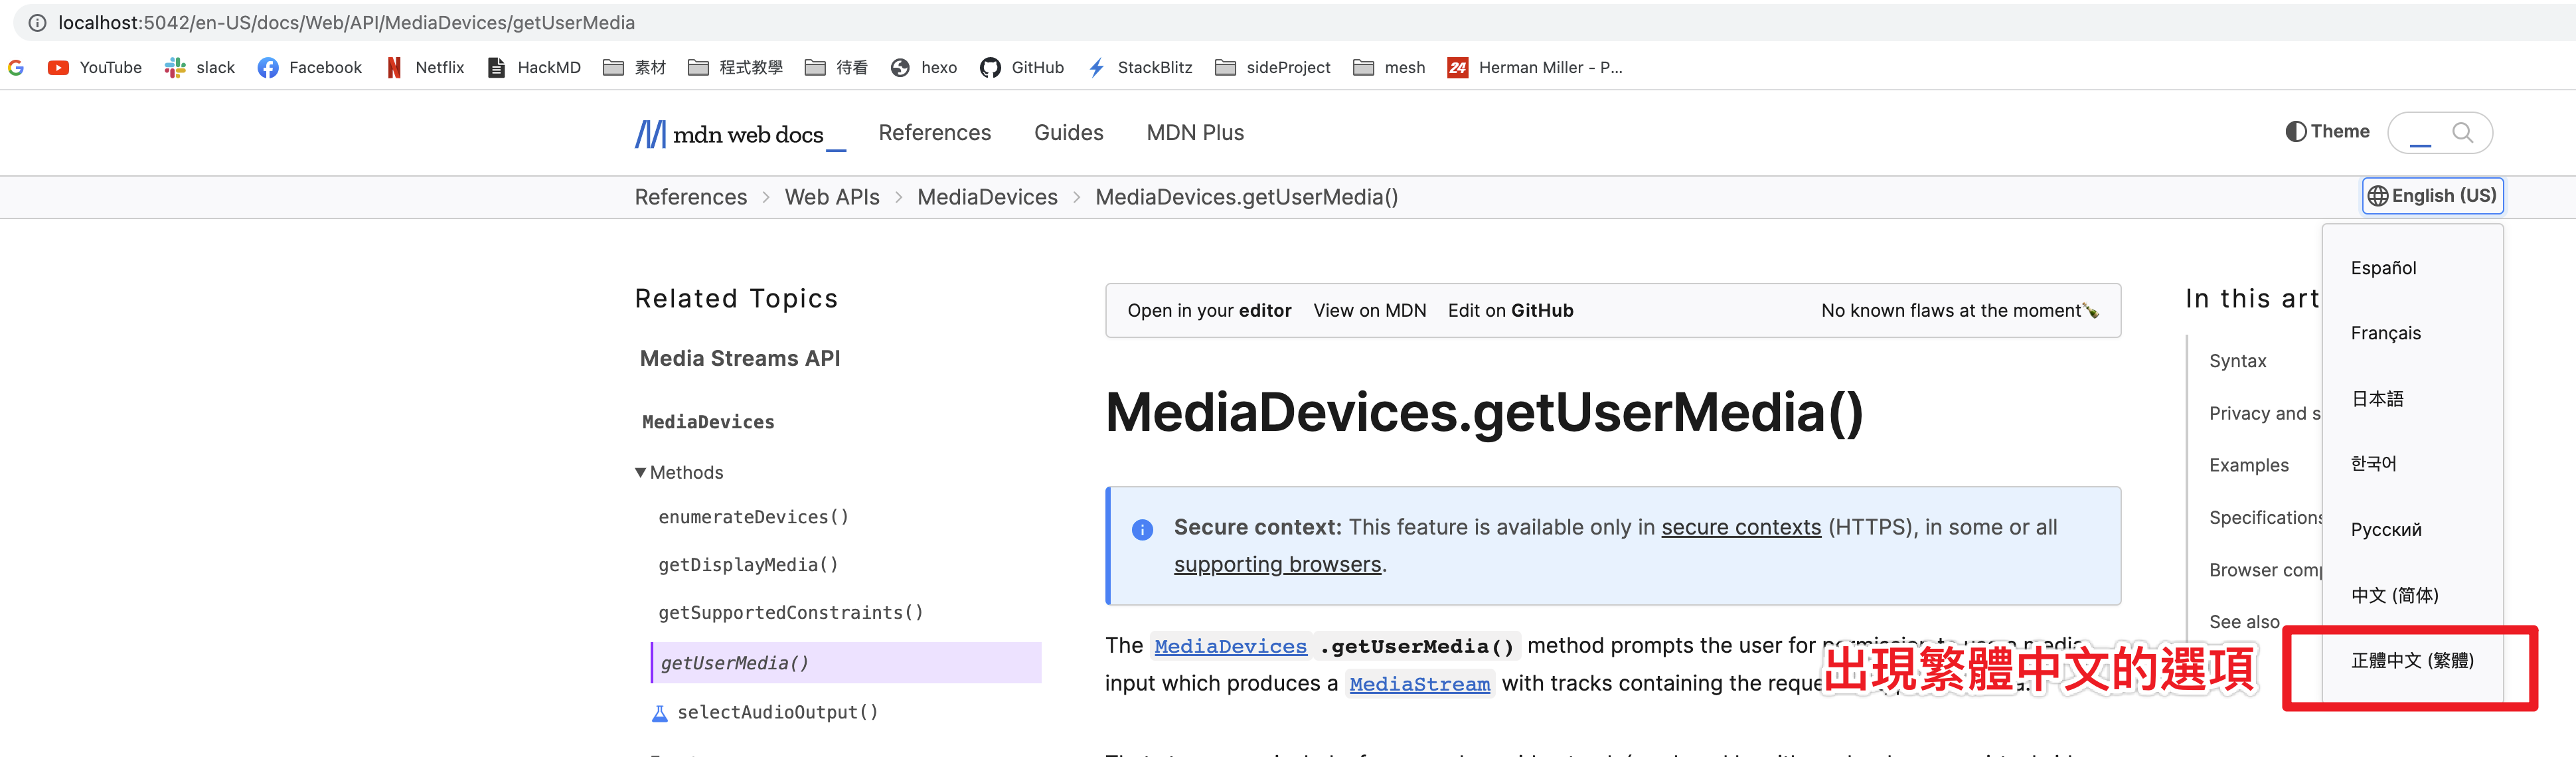 localhost:5042/en-US/docs/Web/API/MediaDevices/getUserMedia
YouTube slack Facebook Netflix HackMD 素材 程式教學 待看 hexo GitHub StackBlitz sideProject mesh 24 Herman Miller - P...
mdn web docs _ References Guides MDN Plus Theme
References > Web APIs > MediaDevices > MediaDevices.getUserMedia() English (US)
Related Topics
Media Streams API
MediaDevices
▼ Methods
enumerateDevices()
getDisplayMedia()
getSupportedConstraints()
getUserMedia()
selectAudioOutput()
Open in your editor View on MDN Edit on GitHub No known flaws at the moment
MediaDevices.getUserMedia()
Secure context: This feature is available only in secure contexts (HTTPS), in some or all
supporting browsers.
The MediaDevices .getUserMedia() method prompts the user for permission to use a media
input which produces a MediaStream with tracks containing the reque
出現繁體中文的選項
In this art
Syntax
Privacy and s
Examples
Specifications
Browser comp
See also
Español
Français
日本語
한국어
Русский
中文 (简体)
正體中文 (繁體)